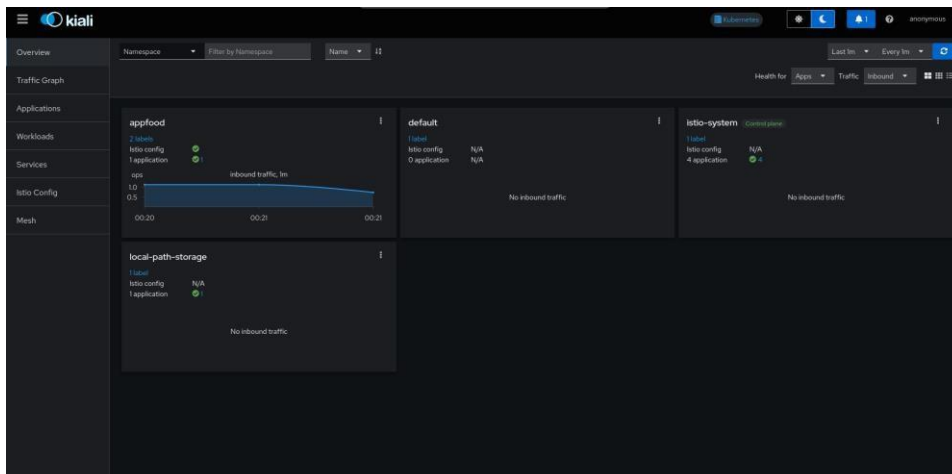 kiali
Kubernetes
1
anonymous
Overview
Traffic Graph
Applications
Workloads
Services
Istio Config
Mesh
Namespace
Filter by Namespace
Name
Last 1m
Every 1m
Health for
Apps
Traffic
Inbound
appfood
2 labels
Istio config
1 application
1
ops
inbound traffic, 1m
1.0
0.5
00:20
00:21
00:21
default
1 label
Istio config N/A
0 application N/A
No inbound traffic
istio-system Control plane
1 label
Istio config N/A
4 application 4
No inbound traffic
local-path-storage
1 label
Istio config N/A
1 application 1
No inbound traffic